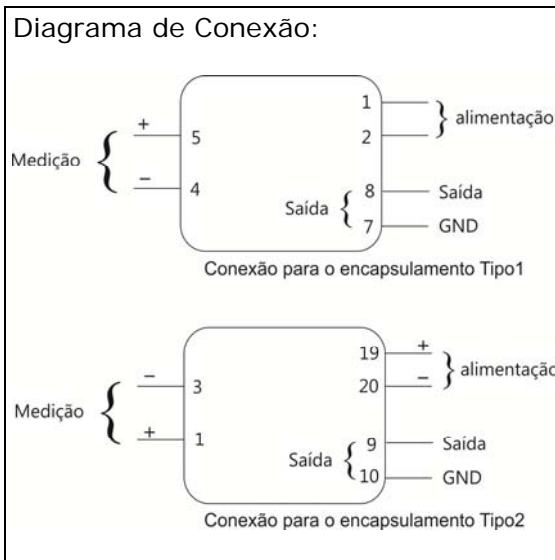 Diagrama de Conexão:
1
+ 5 2 alimentação
Medição
− 4 8 Saída
Saída
7 GND
Conexão para o encapsulamento Tipo1
19 +
− 3 20 − alimentação
Medição
+ 1 9 Saída
Saída
10 GND
Conexão para o encapsulamento Tipo2